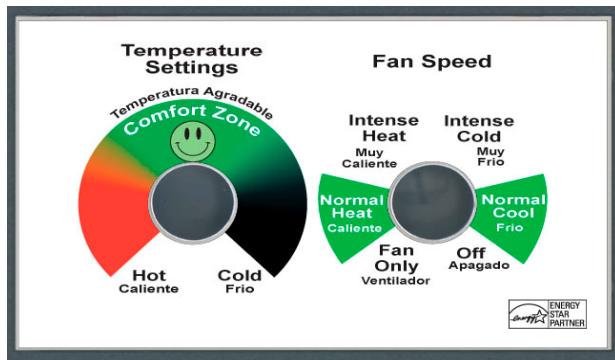 Temperature
Settings
Temperatura Agradable
Comfort Zone
Hot
Caliente
Cold
Frio
Fan Speed
Intense
Heat
Muy
Caliente
Intense
Cold
Muy
Frio
Normal
Heat
Caliente
Normal
Cool
Frio
Fan
Only
Ventilador
Off
Apagado
energy
ENERGY
STAR
PARTNER